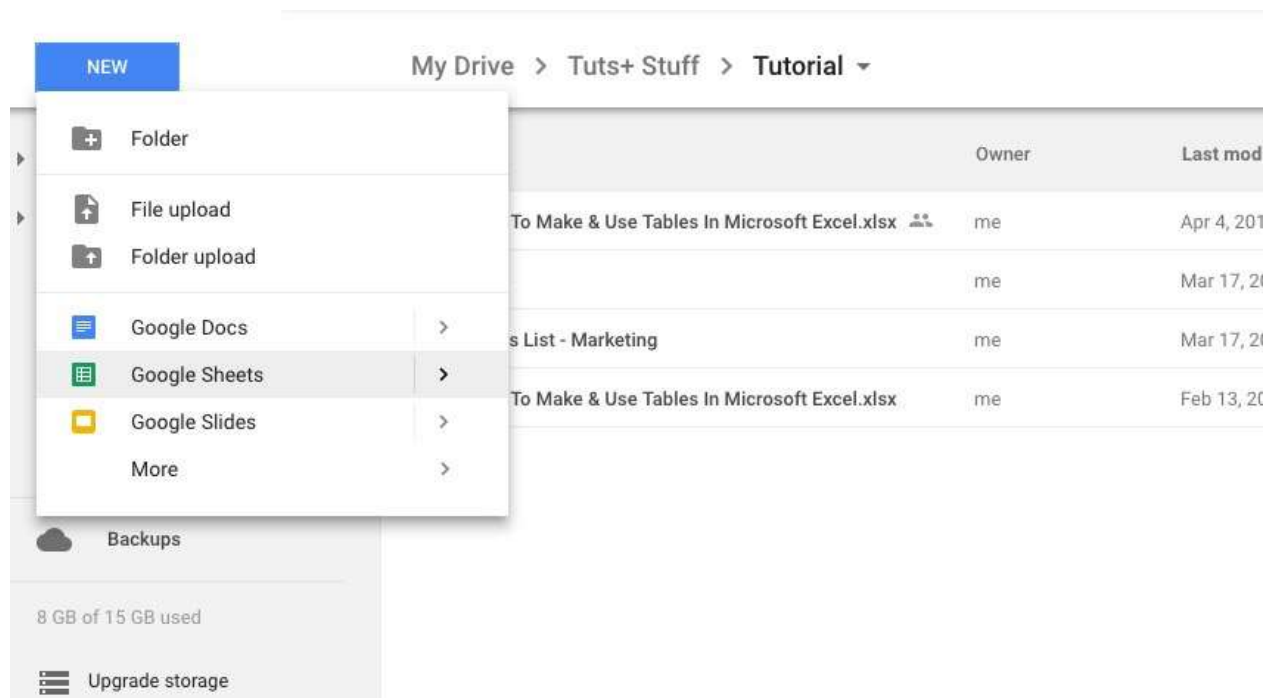 NEW
My Drive > Tuts+ Stuff > Tutorial
Folder
File upload
Folder upload
Google Docs
Google Sheets
Google Slides
More
Owner Last mod
To Make & Use Tables In Microsoft Excel.xlsx me Apr 4, 201
me Mar 17, 20
s List - Marketing me Mar 17, 20
To Make & Use Tables In Microsoft Excel.xlsx me Feb 13, 20
Backups
8 GB of 15 GB used
Upgrade storage